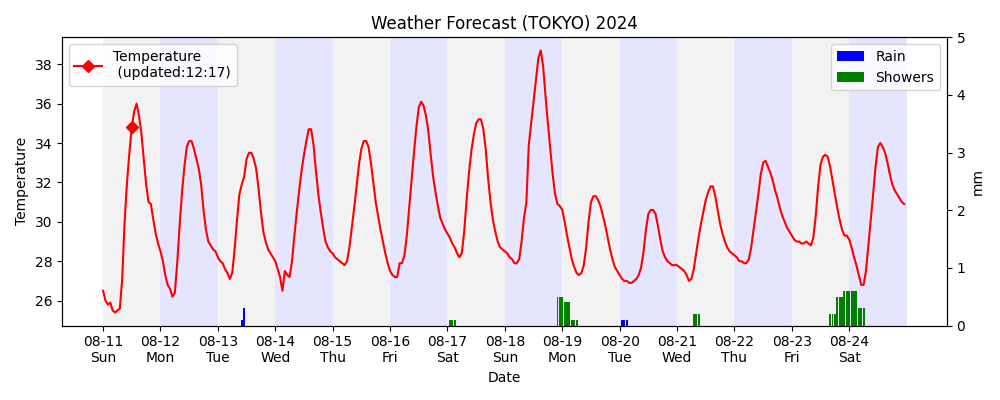 Weather Forecast (TOKYO) 2024
Temperature
(updated:12:17)
Rain
Showers
Temperature
38
36
34
32
30
28
26
5
4
3
2
1
0
mm
08-11 08-12 08-13 08-14 08-15 08-16 08-17 08-18 08-19 08-20 08-21 08-22 08-23 08-24
Sun Mon Tue Wed Thu Fri Sat Sun Mon Tue Wed Thu Fri Sat
Date